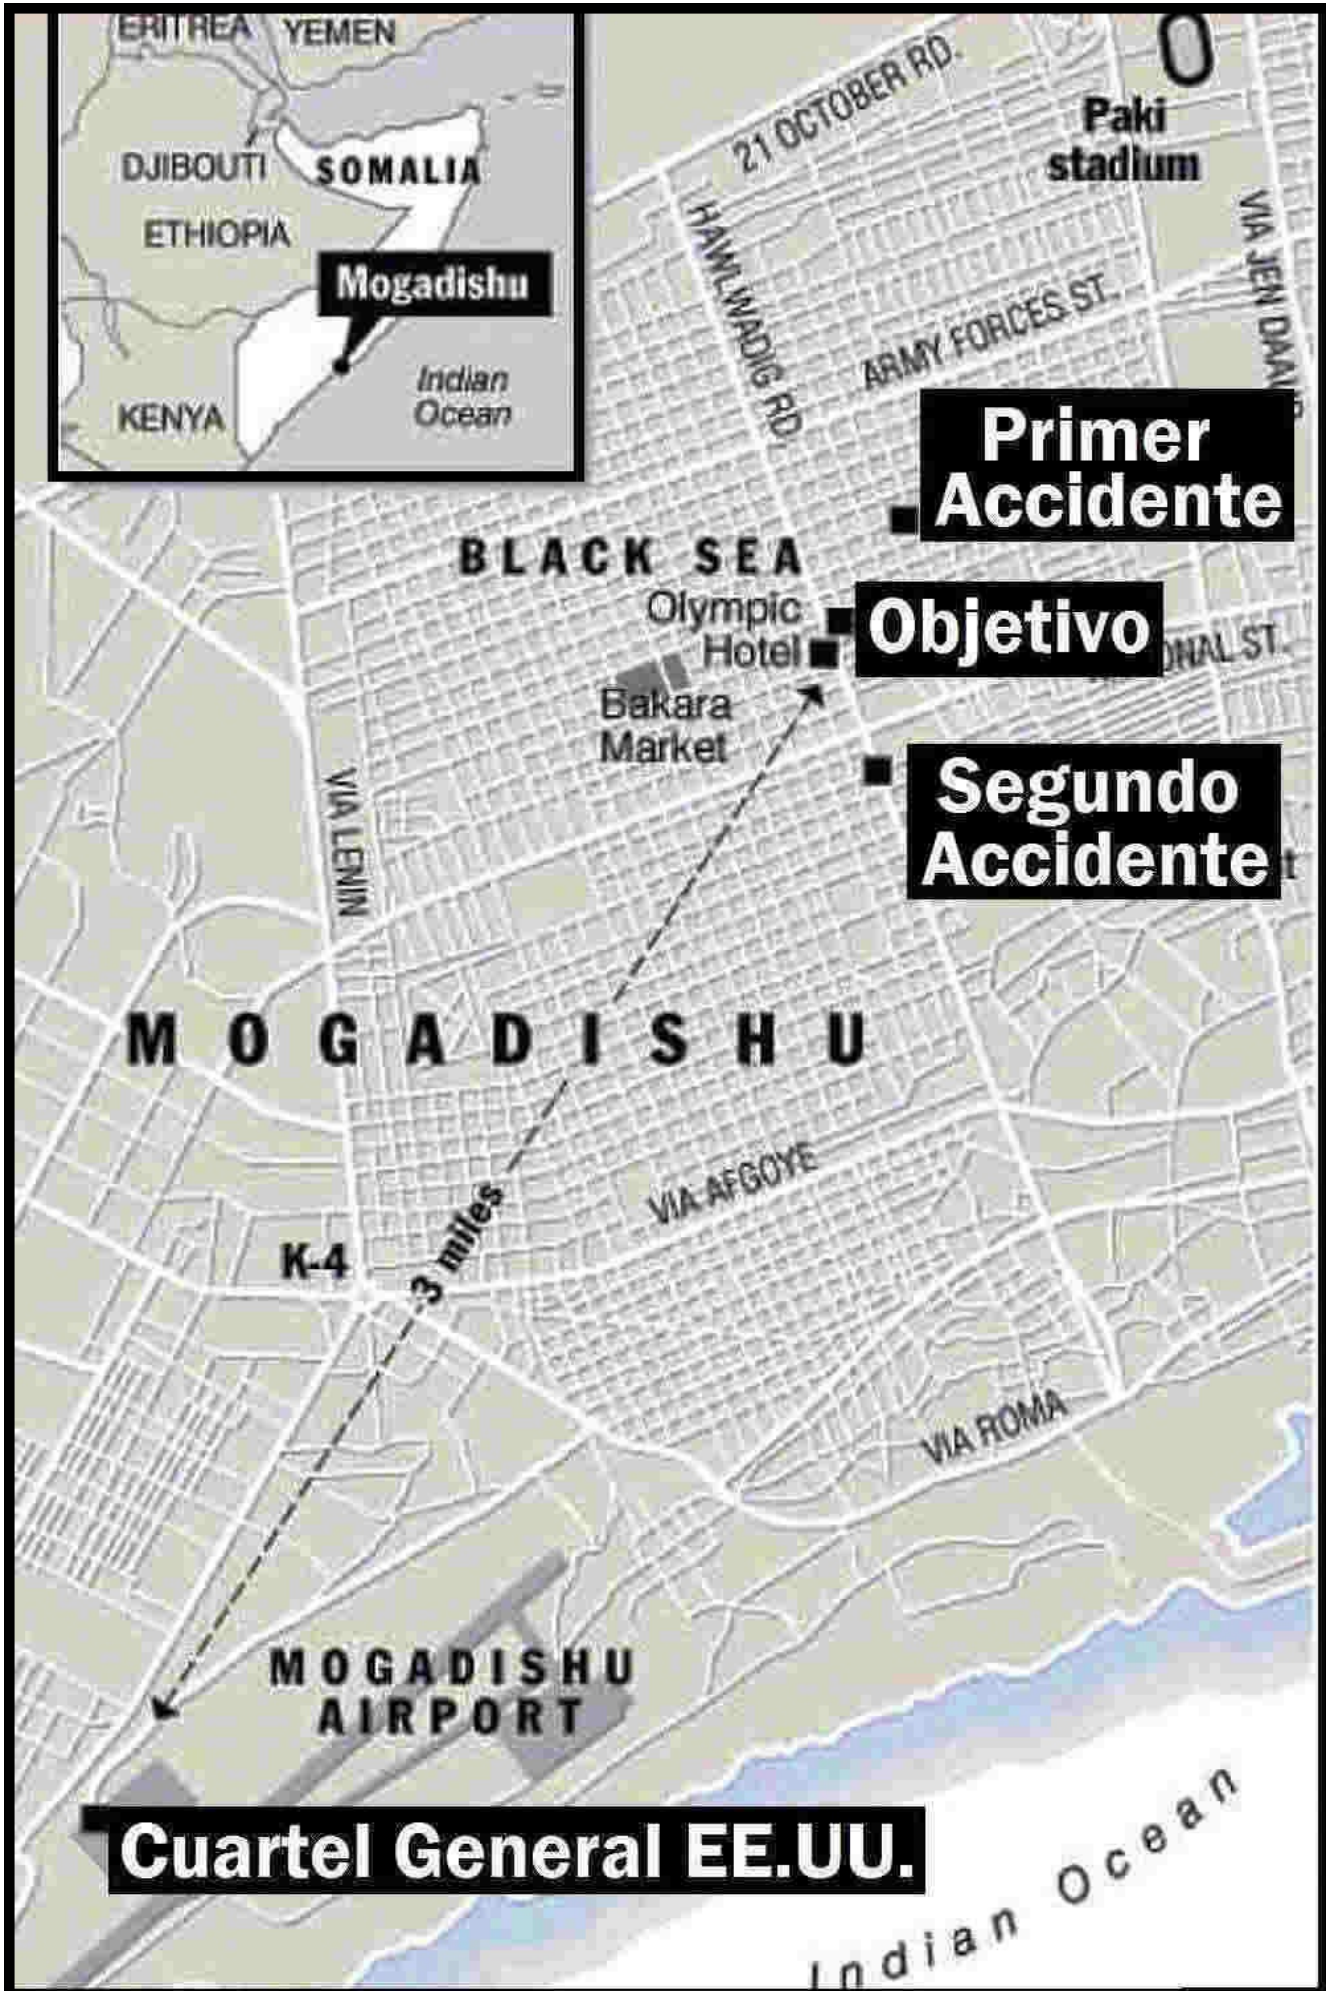 ERITREA
YEMEN
DJIBOUTI
SOMALIA
ETHIOPIA
Mogadishu
Indian
Ocean
KENYA
21 OCTOBER RD.
Paki
stadium
HAWLWADIG RD.
VIA JEN
ARMY FORCES ST.
Primer
Accidente
BLACK SEA
Olympic
Hotel
Objetivo
ST.
Bakara
Market
Segundo
Accidente
VIA LENIN
MOGADISHU
VIA AFGOYE
K-4
3 miles
VIA ROMA
MOGADISHU
AIRPORT
Cuartel General EE.UU.
Indian Ocean